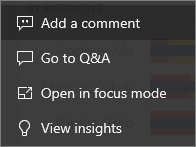 Add a comment
Go to Q&A
Open in focus mode
View insights